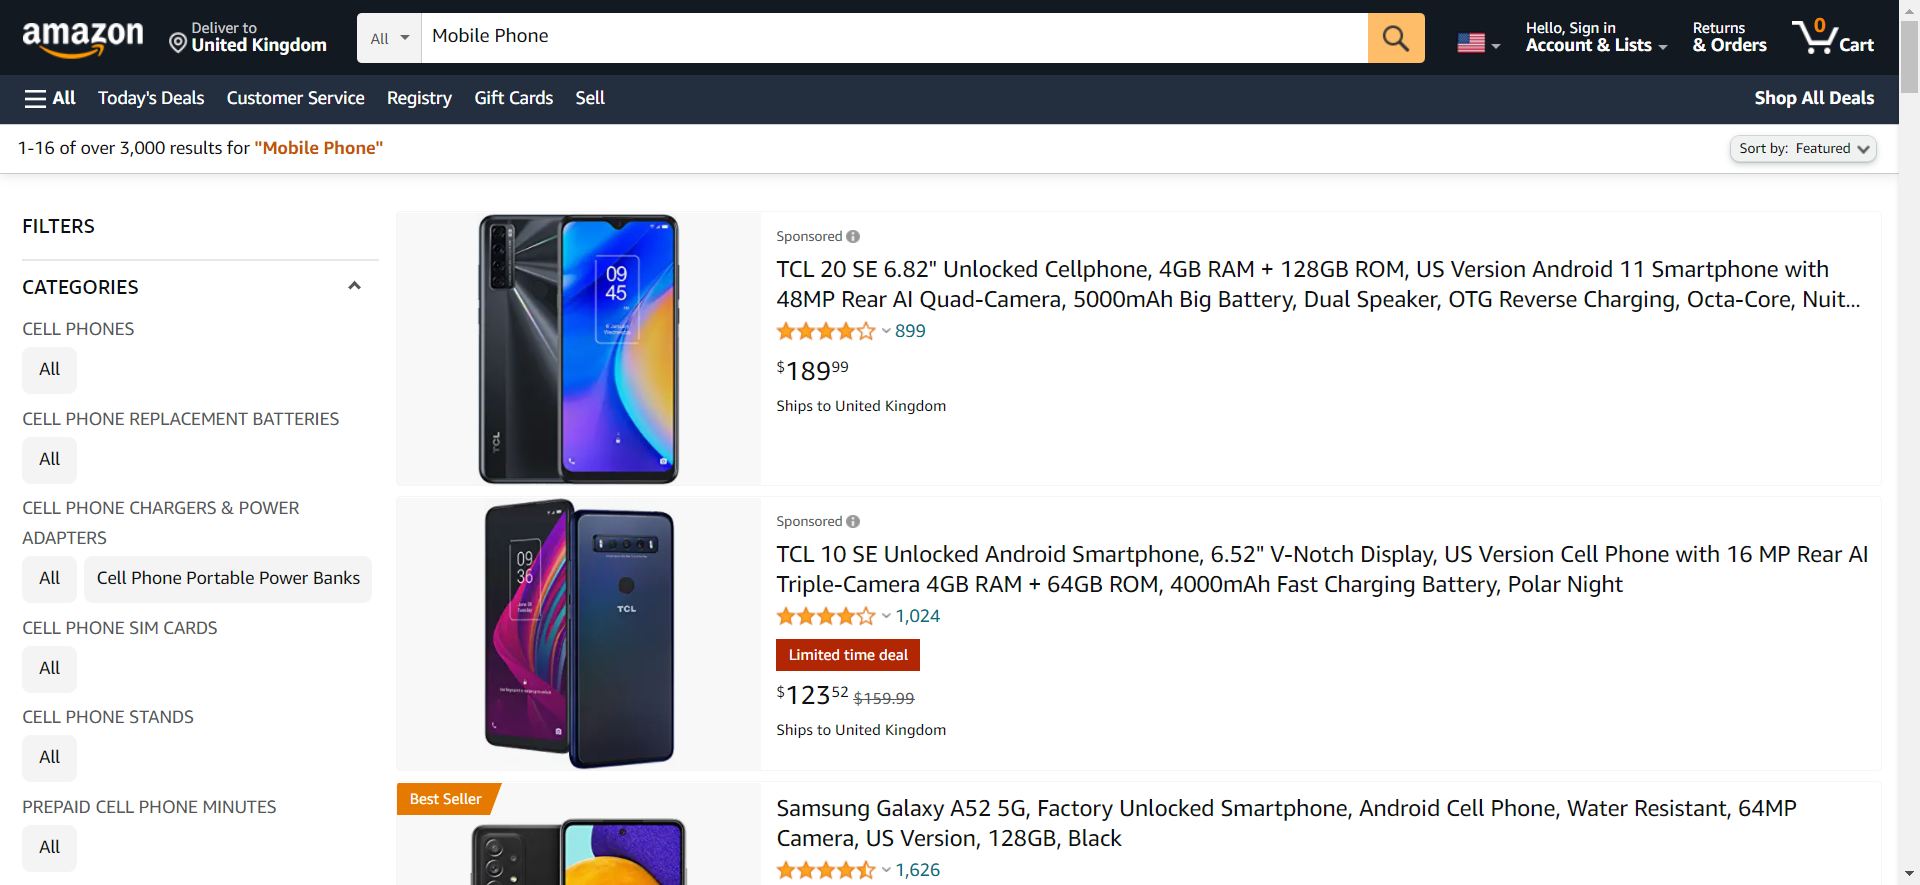 amazon
Deliver to
United Kingdom
All
Mobile Phone
Hello, Sign in
Account & Lists
Returns
& Orders
0
Cart
All
Today's Deals
Customer Service
Registry
Gift Cards
Sell
Shop All Deals
1-16 of over 3,000 results for "Mobile Phone"
Sort by: Featured
FILTERS
CATEGORIES
CELL PHONES
All
CELL PHONE REPLACEMENT BATTERIES
All
CELL PHONE CHARGERS & POWER
ADAPTERS
All
Cell Phone Portable Power Banks
CELL PHONE SIM CARDS
All
CELL PHONE STANDS
All
PREPAID CELL PHONE MINUTES
All
09
45
TCL
Sponsored
TCL 20 SE 6.82" Unlocked Cellphone, 4GB RAM + 128GB ROM, US Version Android 11 Smartphone with
48MP Rear AI Quad-Camera, 5000mAh Big Battery, Dual Speaker, OTG Reverse Charging, Octa-Core, Nuit...
899
$189.99
Ships to United Kingdom
09
36
TCL
Sponsored
TCL 10 SE Unlocked Android Smartphone, 6.52" V-Notch Display, US Version Cell Phone with 16 MP Rear AI
Triple-Camera 4GB RAM + 64GB ROM, 4000mAh Fast Charging Battery, Polar Night
1,024
Limited time deal
$123.52 $159.99
Ships to United Kingdom
Best Seller
Samsung Galaxy A52 5G, Factory Unlocked Smartphone, Android Cell Phone, Water Resistant, 64MP
Camera, US Version, 128GB, Black
1,626